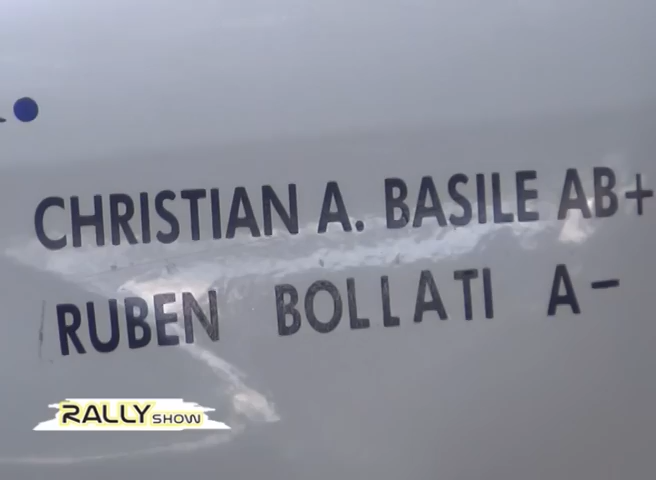 CHRISTIAN A. BASILE AB+
RUBEN BOLLATI A-
RALLY SHOW